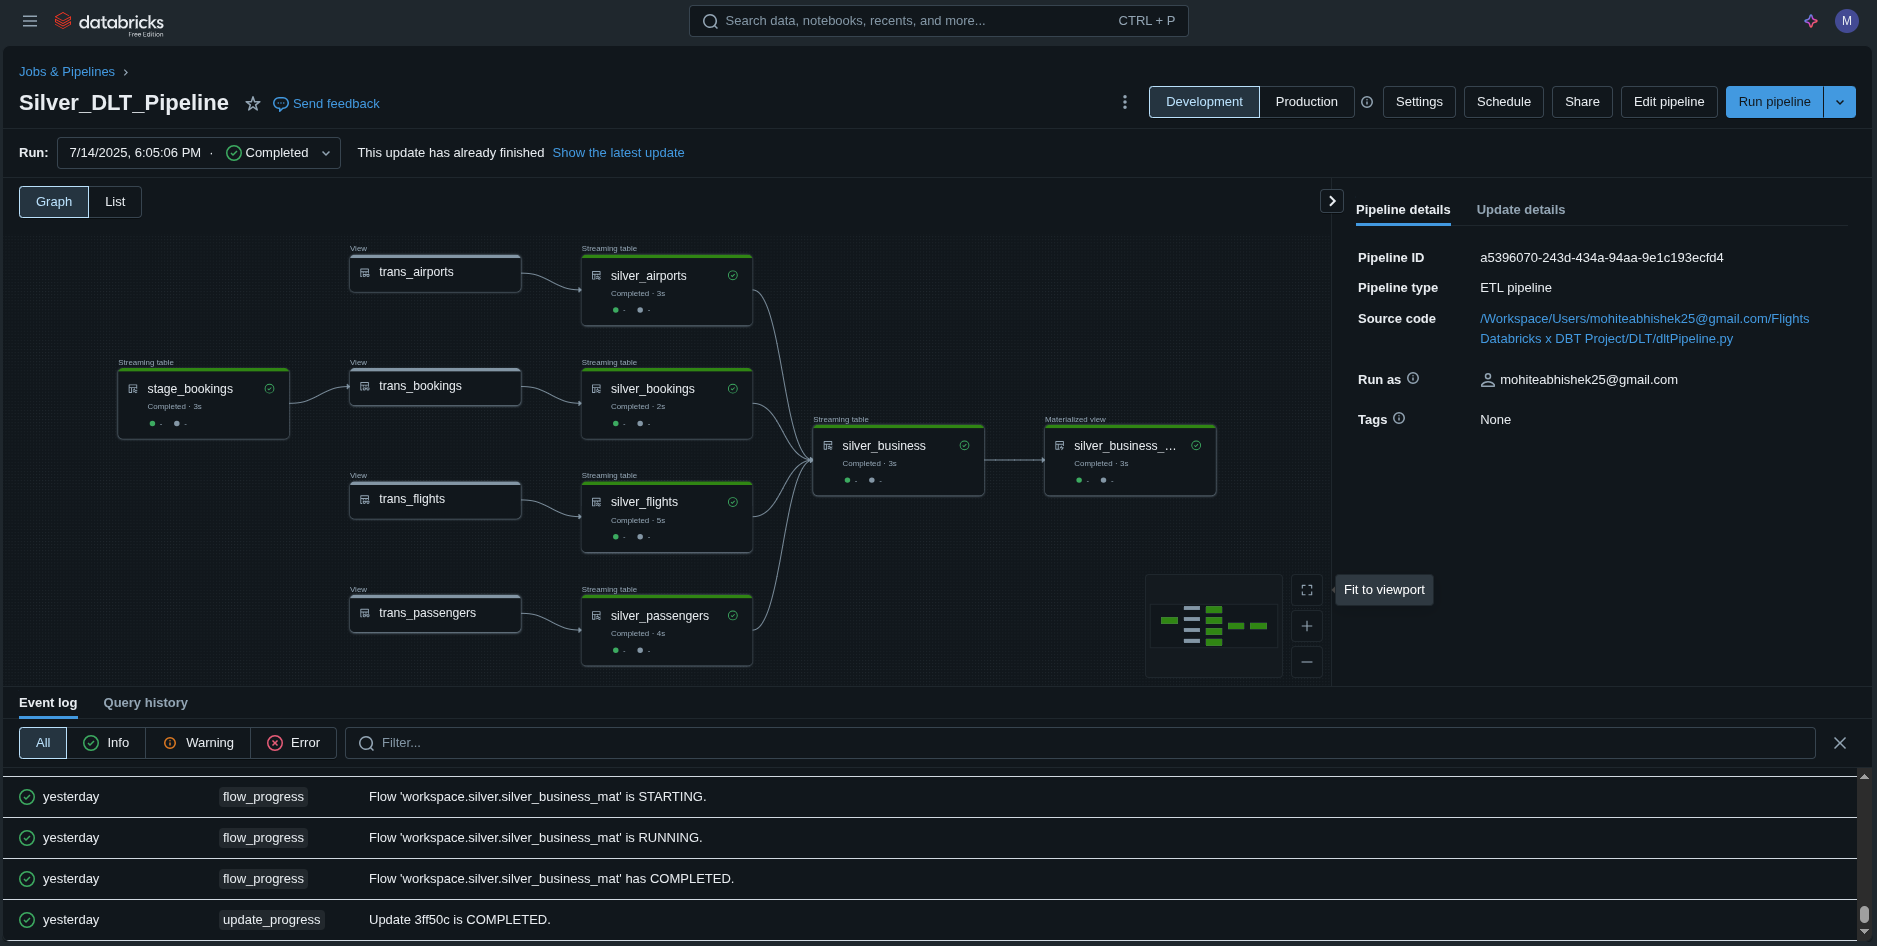 databricks
Free Edition
Search data, notebooks, recents, and more...
CTRL + P
M
Jobs & Pipelines
Silver_DLT_Pipeline
Send feedback
Development
Production
Settings
Schedule
Share
Edit pipeline
Run pipeline
Run:
7/14/2025, 6:05:06 PM · Completed
This update has already finished
Show the latest update
Graph
List
View
trans_airports
Streaming table
silver_airports
Completed · 3s
- -
Streaming table
stage_bookings
Completed · 3s
- -
View
trans_bookings
Streaming table
silver_bookings
Completed · 2s
- -
Streaming table
silver_business
Completed · 3s
- -
Materialized view
silver_business_...
Completed · 3s
- -
View
trans_flights
Streaming table
silver_flights
Completed · 5s
- -
View
trans_passengers
Streaming table
silver_passengers
Completed · 4s
- -
Fit to viewport
Pipeline details
Update details
Pipeline ID
a5396070-243d-434a-94aa-9e1c193ecfd4
Pipeline type
ETL pipeline
Source code
/Workspace/Users/mohiteabhishek25@gmail.com/Flights
Databricks x DBT Project/DLT/dltPipeline.py
Run as
mohiteabhishek25@gmail.com
Tags
None
Event log
Query history
All
Info
Warning
Error
Filter...
yesterday flow_progress Flow 'workspace.silver.silver_business_mat' is STARTING.
yesterday flow_progress Flow 'workspace.silver.silver_business_mat' is RUNNING.
yesterday flow_progress Flow 'workspace.silver.silver_business_mat' has COMPLETED.
yesterday update_progress Update 3ff50c is COMPLETED.